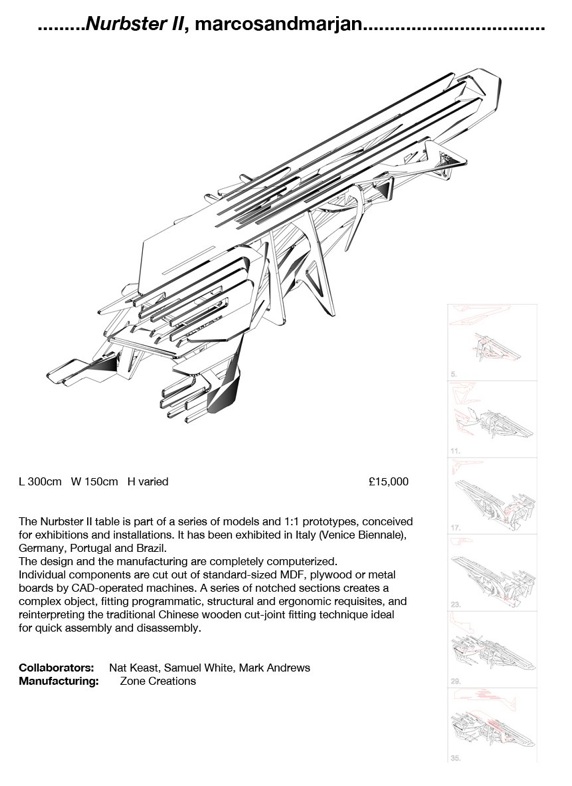 .........Nurbster II, marcosandmarjan..................................
L 300cm W 150cm H varied £15,000
The Nurbster II table is part of a series of models and 1:1 prototypes, conceived
for exhibitions and installations. It has been exhibited in Italy (Venice Biennale),
Germany, Portugal and Brazil.
The design and the manufacturing are completely computerized.
Individual components are cut out of standard-sized MDF, plywood or metal
boards by CAD-operated machines. A series of notched sections creates a
complex object, fitting programmatic, structural and ergonomic requisites, and
reinterpreting the traditional Chinese wooden cut-joint fitting technique ideal
for quick assembly and disassembly.
Collaborators: Nat Keast, Samuel White, Mark Andrews
Manufacturing: Zone Creations
11.
17.
23.
29.